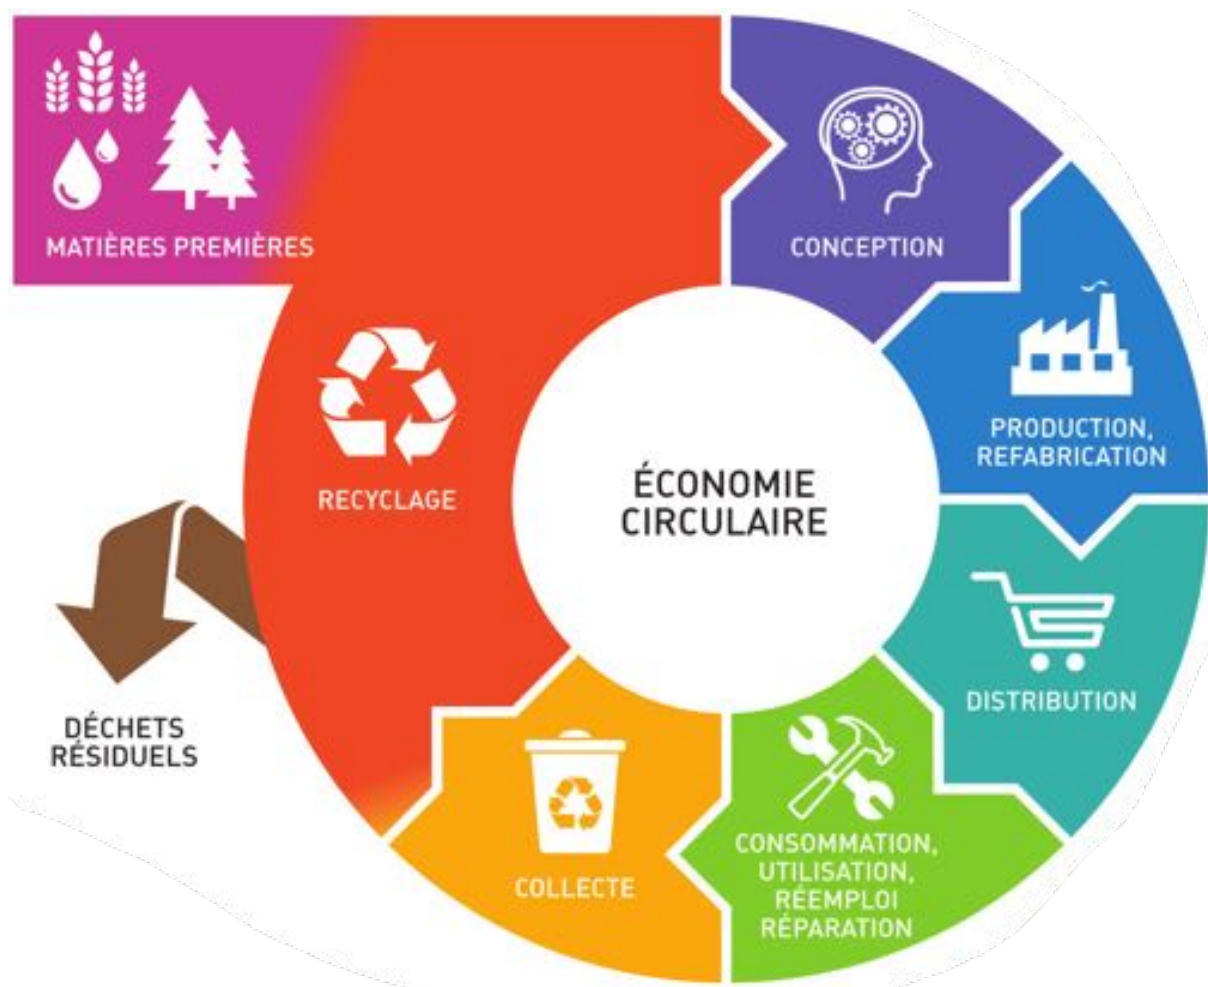 MATIÈRES PREMIÈRES
CONCEPTION
PRODUCTION,
REFABRICATION
RECYCLAGE
ÉCONOMIE
CIRCULAIRE
DISTRIBUTION
DÉCHETS
RÉSIDUELS
CONSOMMATION,
UTILISATION,
RÉEMPLOI
RÉPARATION
COLLECTE